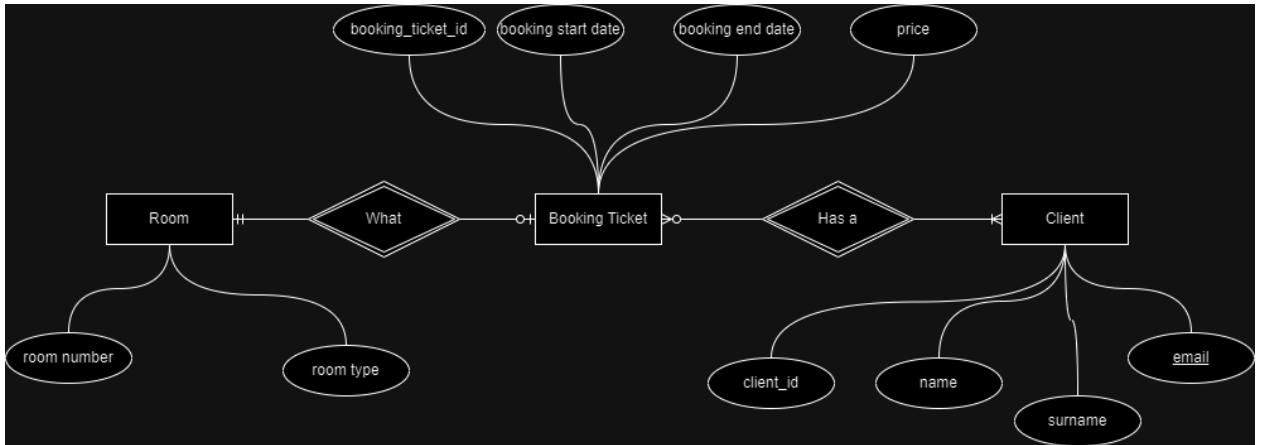 booking_ticket_id
booking start date
booking end date
price
Room
What
Booking Ticket
Has a
Client
room number
room type
client_id
name
surname
email